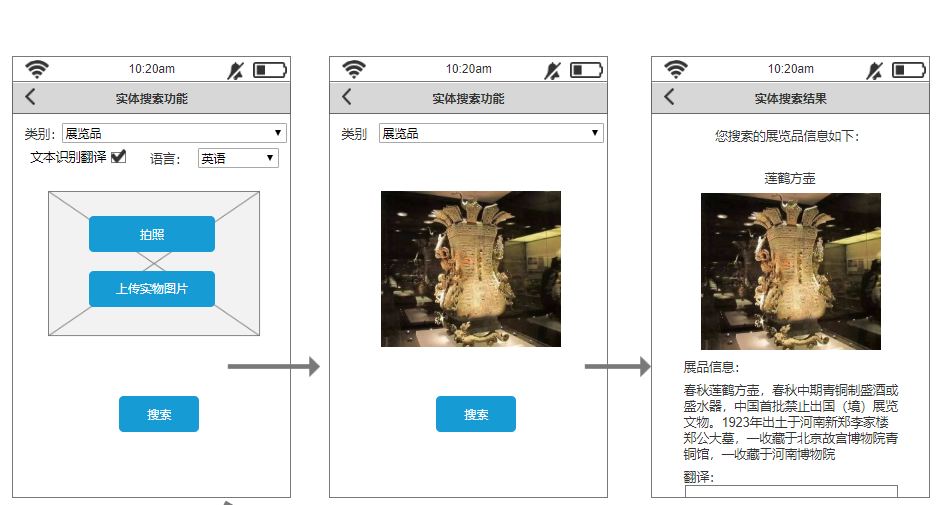 10:20am
实体搜索功能
类别：
展览品
文本识别翻译
语言：
英语
拍照
上传实物图片
搜索
10:20am
实体搜索功能
类别
展览品
搜索
10:20am
实体搜索结果
您搜索的展览品信息如下：
莲鹤方壶
展品信息：
春秋莲鹤方壶，春秋中期青铜制盛酒或
盛水器，中国首批禁止出国（境）展览
文物。1923年出土于河南新郑李家楼
郑公大墓，一收藏于北京故宫博物院青
铜馆，一收藏于河南博物院
翻译：